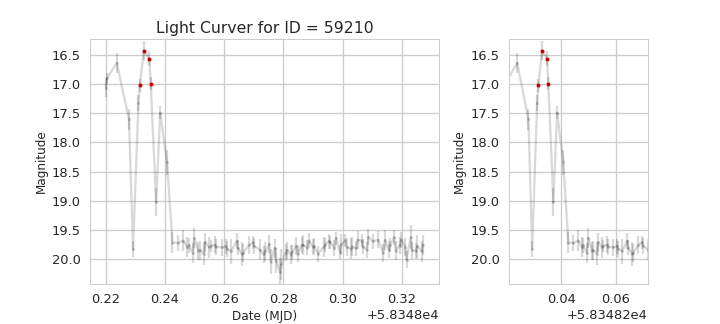 Light Curver for ID = 59210
Magnitude
16.5
17.0
17.5
18.0
18.5
19.0
19.5
20.0
0.22 0.24 0.26 0.28 0.30 0.32
Date (MJD)
+5.8348e4
Magnitude
16.5
17.0
17.5
18.0
18.5
19.0
19.5
20.0
0.04 0.06
+5.83482e4